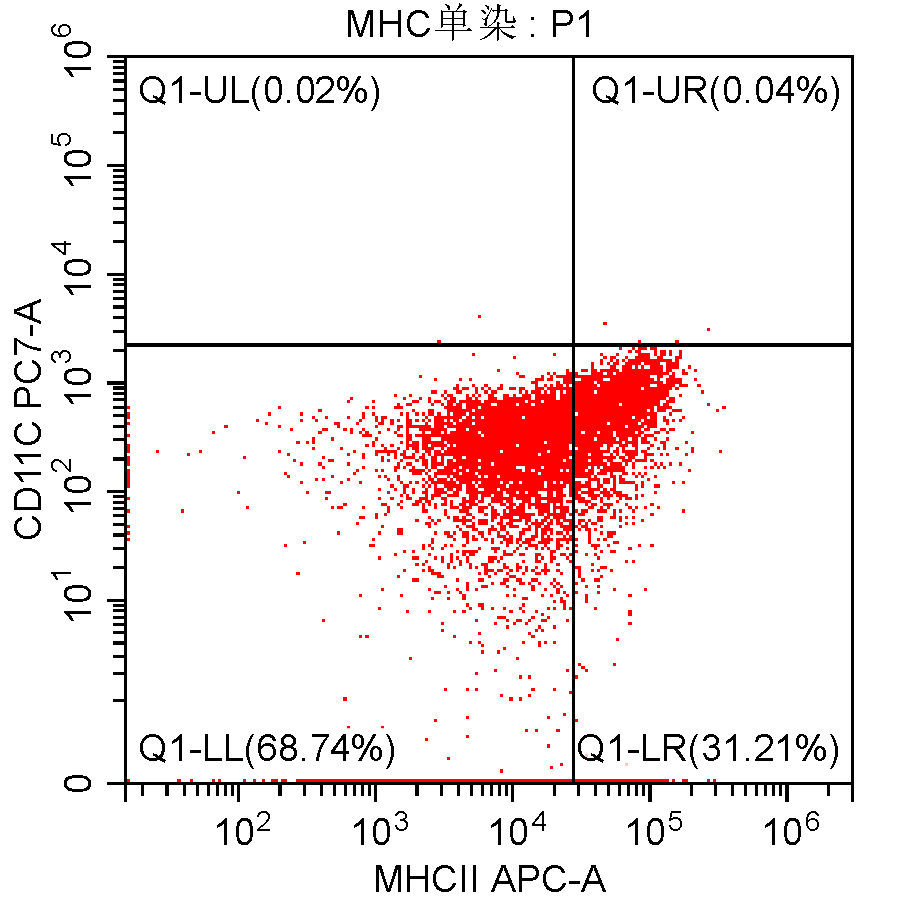 MHC单染 : P1
Q1-UL(0.02%)
Q1-UR(0.04%)
10^6
10^5
10^4
10^3
10^2
10^1
0
CD11C PC7-A
Q1-LL(68.74%)
Q1-LR(31.21%)
10^2 10^3 10^4 10^5 10^6
MHCII APC-A